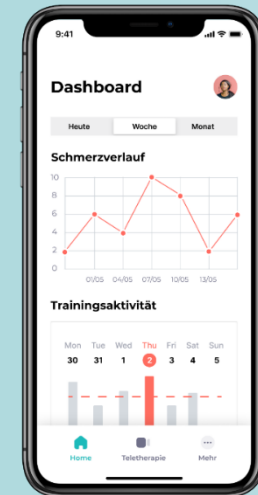 9:41
Dashboard
Heute Woche Monat
Schmerzverlauf
10
8
6
4
2
0
01/05 04/05 07/05 10/05 13/05
Trainingsaktivität
Mon Tue Wed Thu Fri Sat Sun
30 31 1 2 3 4 5
Home Teletherapie Mehr